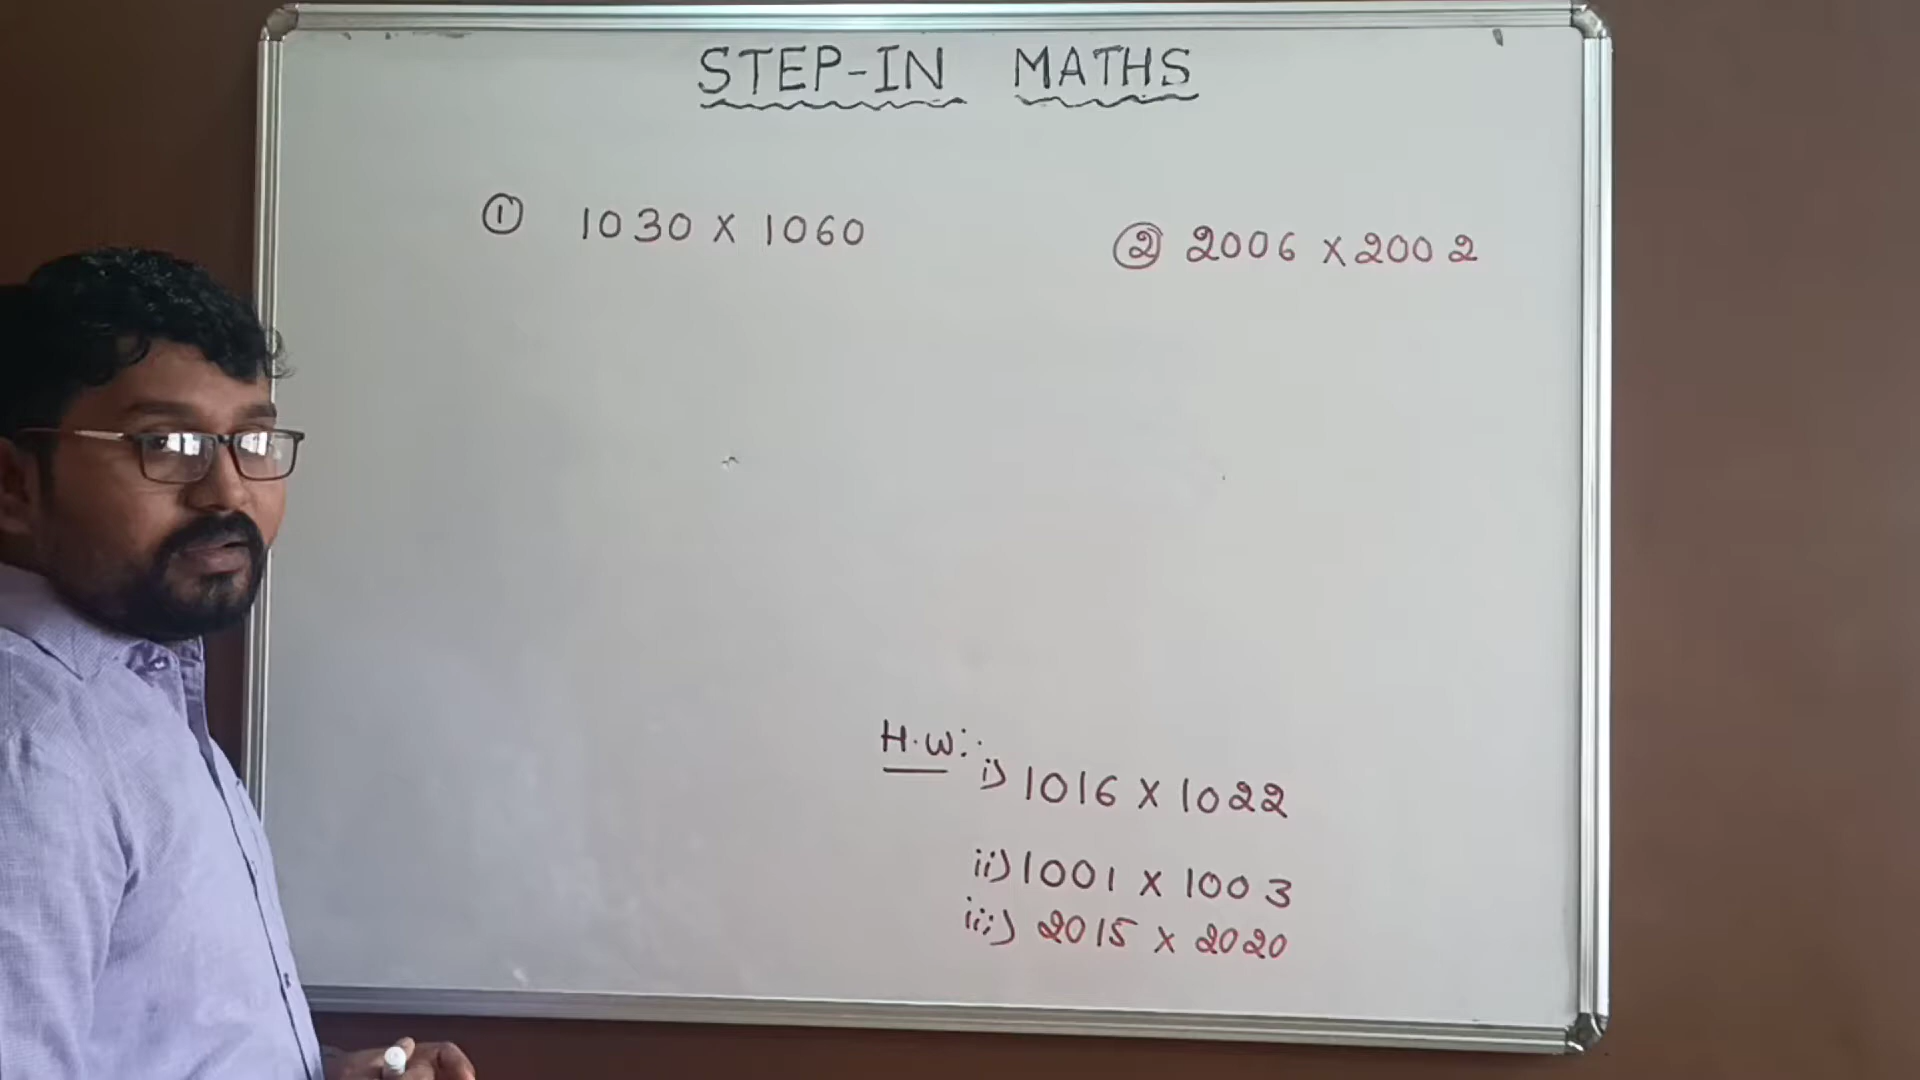 STEP-IN MATHS
① 1030 X 1060
② 2006 X 2002
H.W:
i) 1016 X 1022
ii) 1001 X 1003
iii) 2015 X 2020